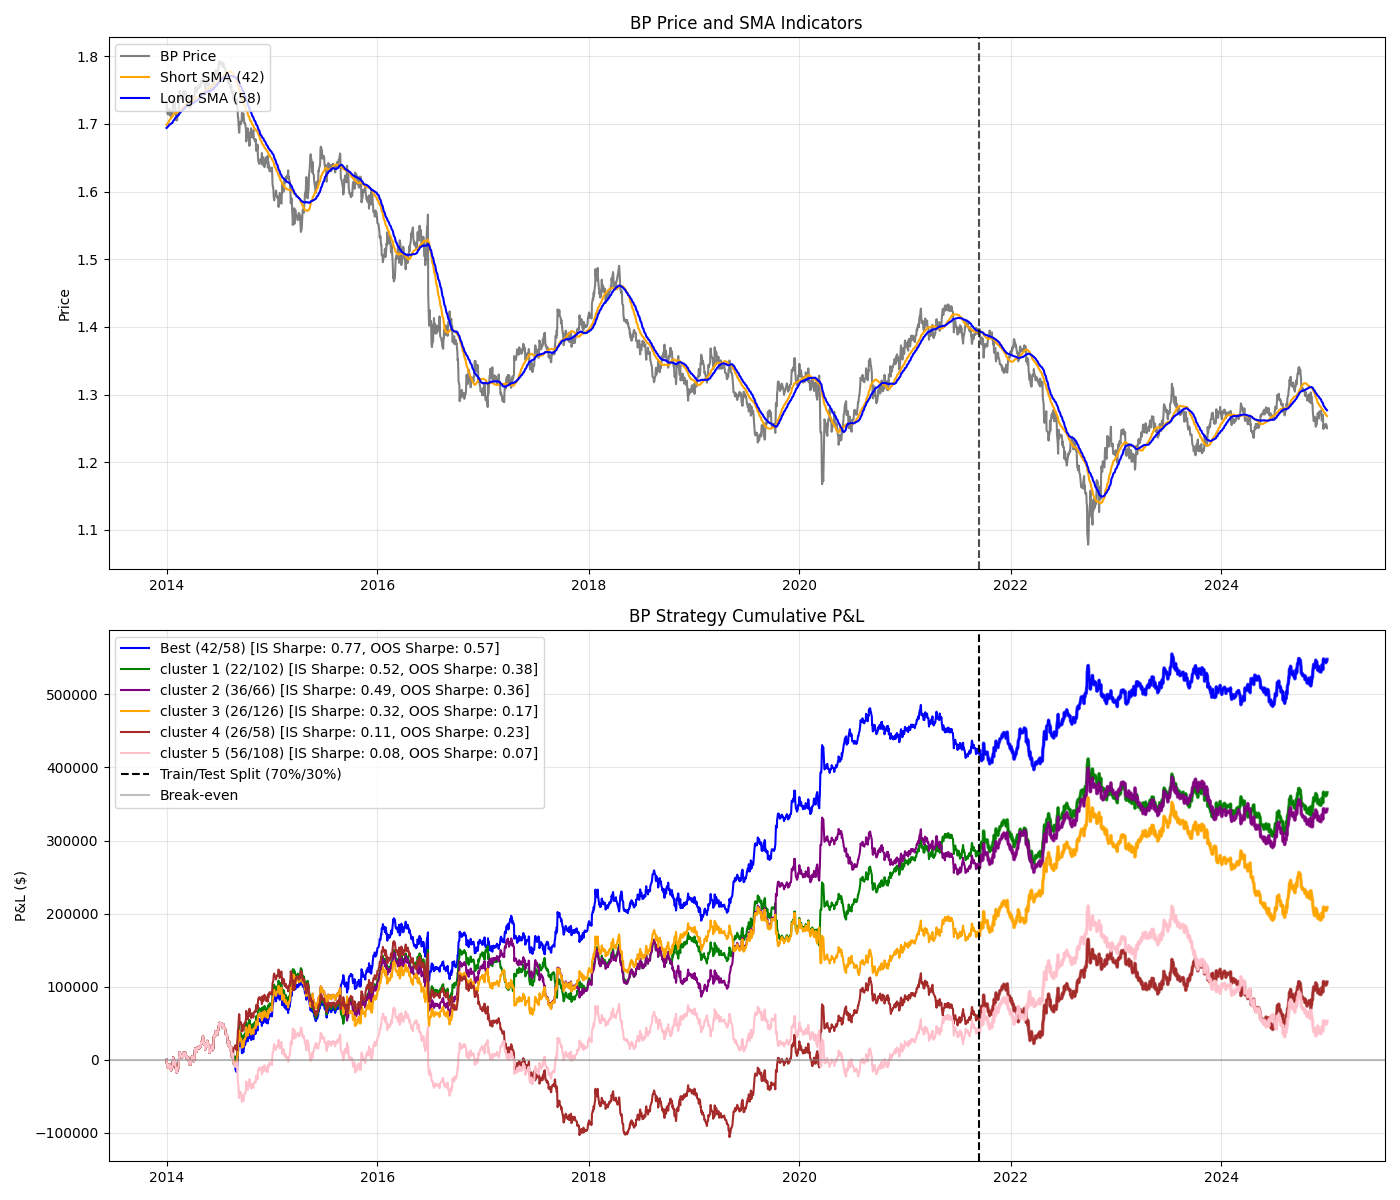 BP Price and SMA Indicators
BP Price
Short SMA (42)
Long SMA (58)
1.8
1.7
1.6
1.5
1.4
1.3
1.2
1.1
Price
2014
2016
2018
2020
2022
2024
BP Strategy Cumulative P&L
Best (42/58) [IS Sharpe: 0.77, OOS Sharpe: 0.57]
cluster 1 (22/102) [IS Sharpe: 0.52, OOS Sharpe: 0.38]
cluster 2 (36/66) [IS Sharpe: 0.49, OOS Sharpe: 0.36]
cluster 3 (26/126) [IS Sharpe: 0.32, OOS Sharpe: 0.17]
cluster 4 (26/58) [IS Sharpe: 0.11, OOS Sharpe: 0.23]
cluster 5 (56/108) [IS Sharpe: 0.08, OOS Sharpe: 0.07]
Train/Test Split (70%/30%)
Break-even
500000
400000
300000
200000
100000
0
−100000
P&L ($)
2014
2016
2018
2020
2022
2024